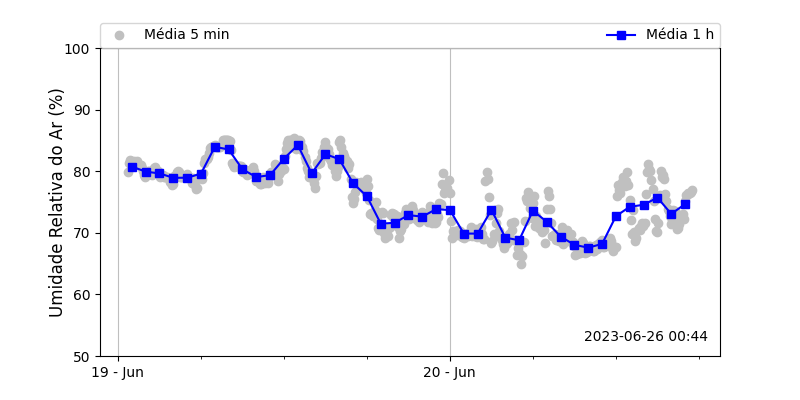 Média 5 min
Média 1 h
Umidade Relativa do Ar (%)
100
90
80
70
60
50
2023-06-26 00:44
19 - Jun
20 - Jun